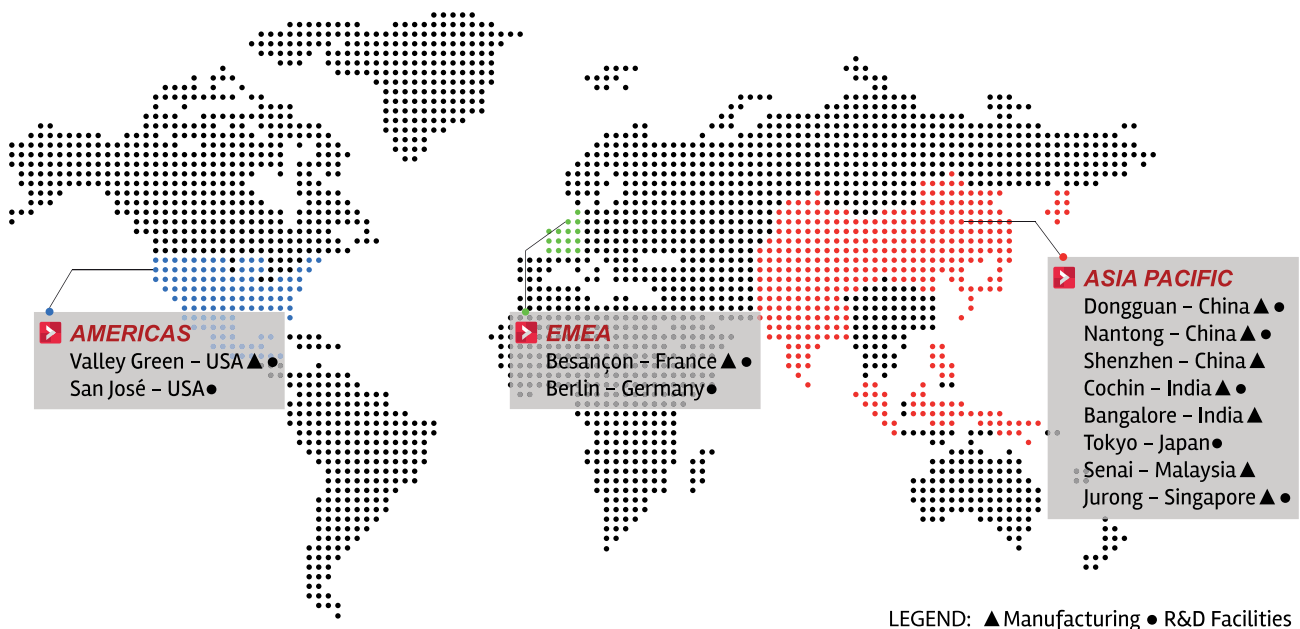 AMERICAS
Valley Green – USA ▲ ●
San José – USA ●
EMEA
Besançon – France ▲ ●
Berlin – Germany ●
ASIA PACIFIC
Dongguan – China ▲ ●
Nantong – China ▲ ●
Shenzhen – China ▲
Cochin – India ▲ ●
Bangalore – India ▲
Tokyo – Japan ●
Senai – Malaysia ▲
Jurong – Singapore ▲ ●
LEGEND: ▲ Manufacturing ● R&D Facilities